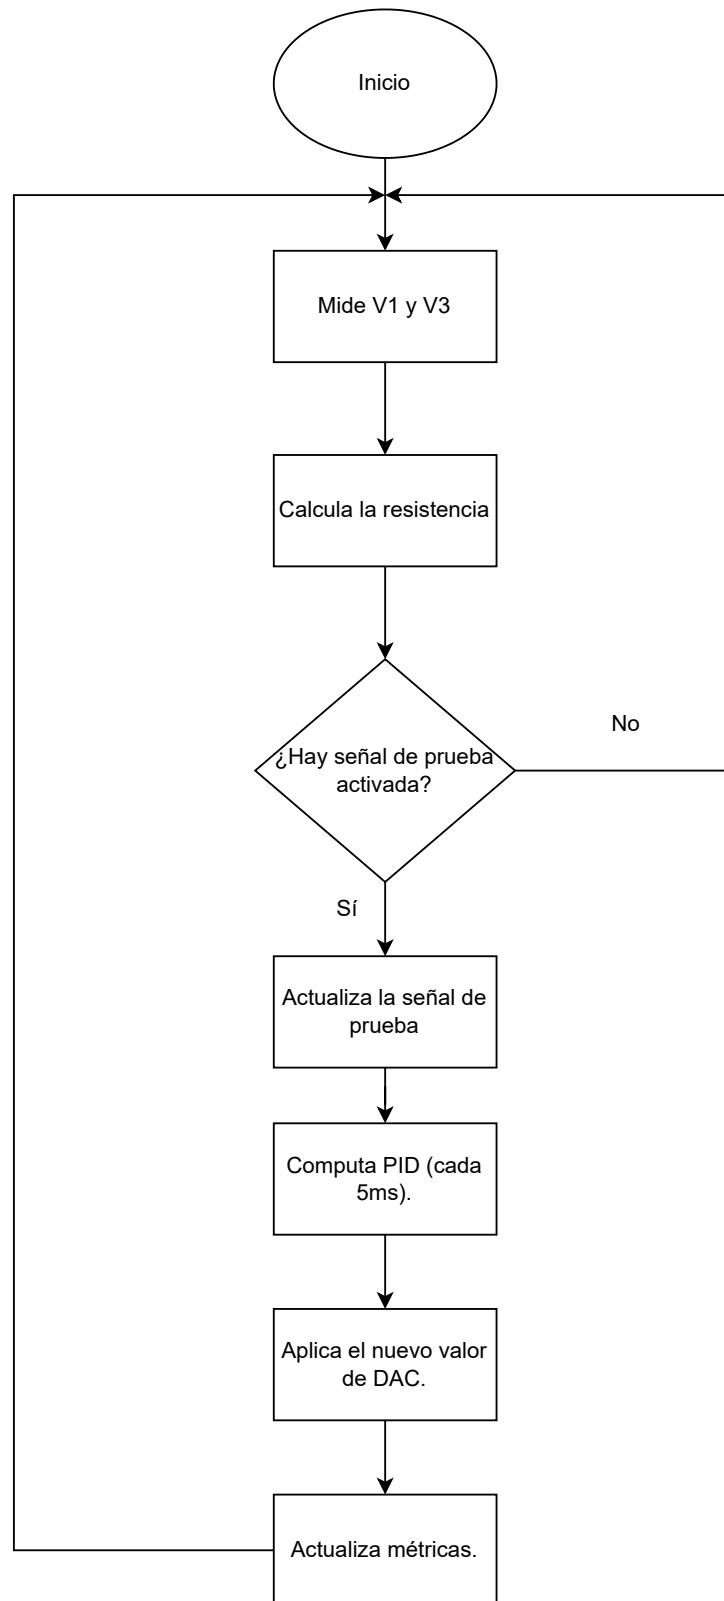 Inicio
Mide V1 y V3
Calcula la resistencia
¿Hay señal de prueba
activada?
No
Sí
Actualiza la señal de
prueba
Computa PID (cada
5ms).
Aplica el nuevo valor
de DAC.
Actualiza métricas.